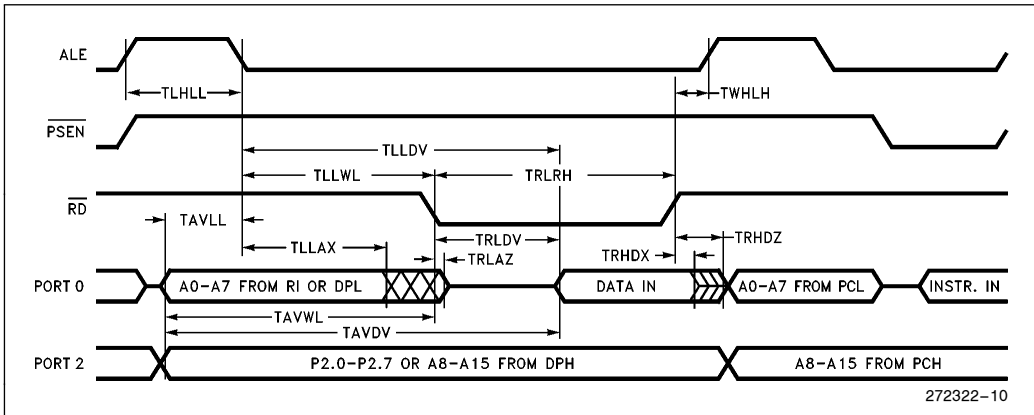 ALE
TLHLL
TWHLH
PSEN
TLLDV
TLLWL
TRLRH
RD
TAVLL
TLLAX
TRLDV
TRLAZ
TRHDX
TRHDZ
PORT 0
A0–A7 FROM RI OR DPL
DATA IN
A0–A7 FROM PCL
INSTR. IN
TAVWL
TAVDV
PORT 2
P2.0–P2.7 OR A8–A15 FROM DPH
A8–A15 FROM PCH
272322–10